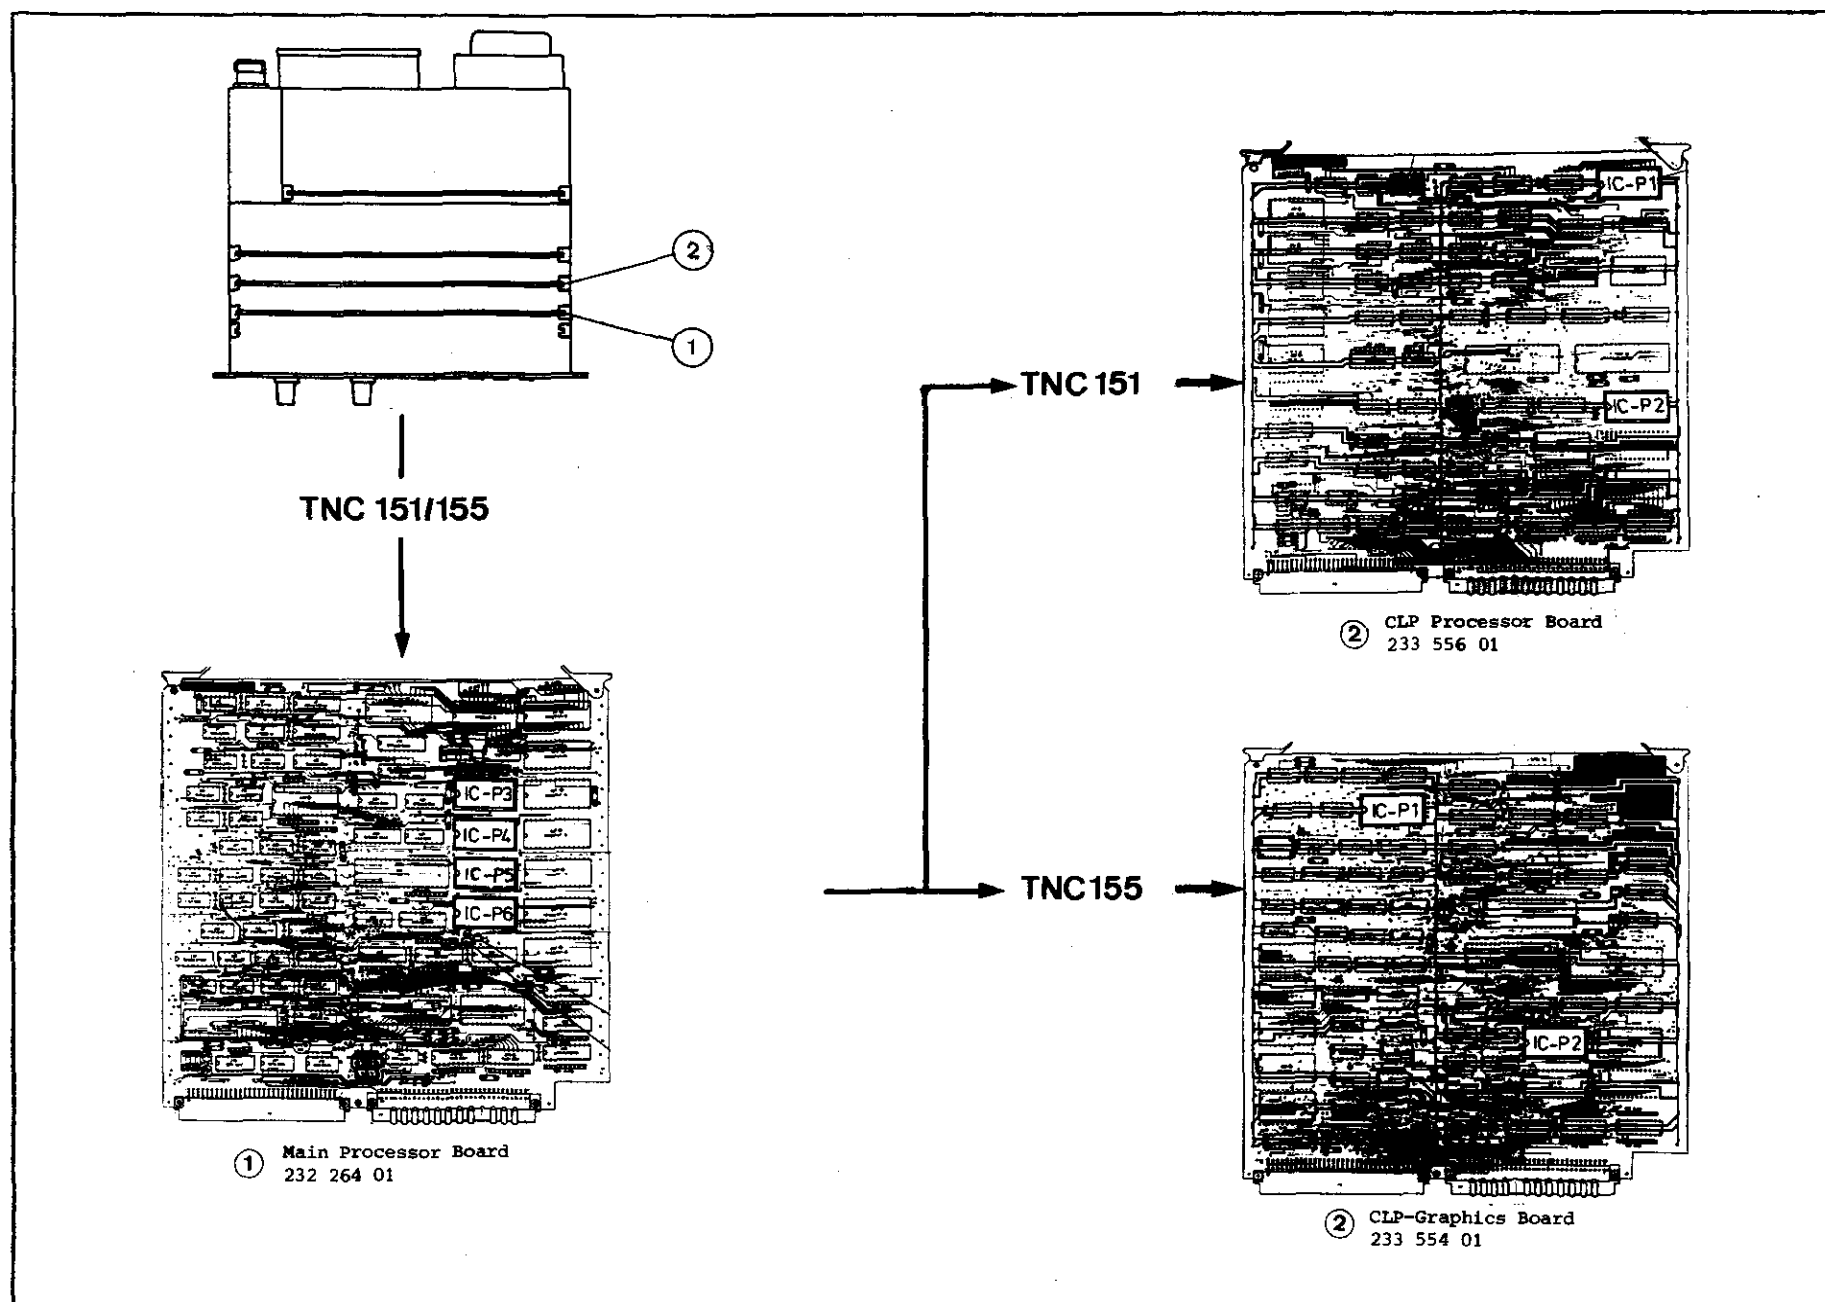 2
1
TNC 151/155
IC-P3
IC-P4
IC-P5
IC-P6
1 Main Processor Board
232 264 01
TNC 151
IC-P1
IC-P2
2 CLP Processor Board
233 556 01
TNC155
IC-P1
IC-P2
2 CLP-Graphics Board
233 554 01